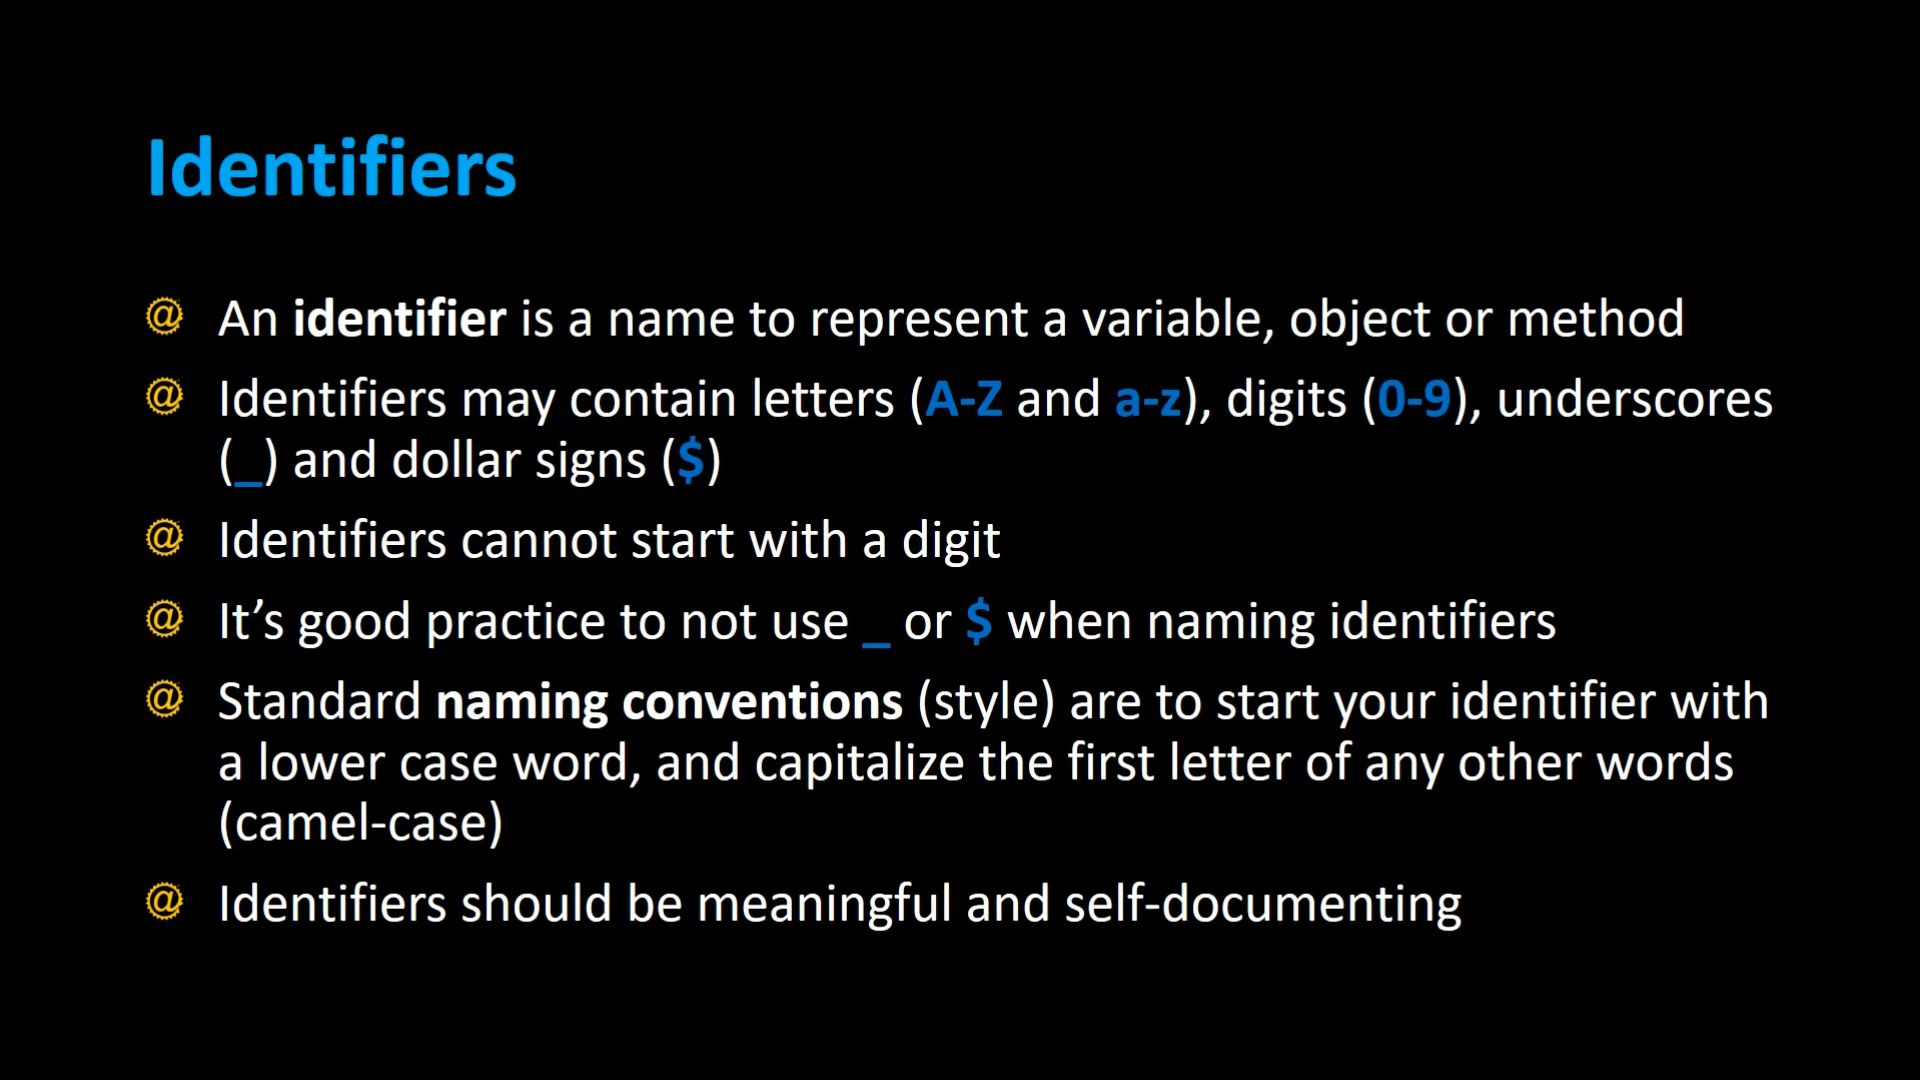 Identifiers
@ An identifier is a name to represent a variable, object or method
@ Identifiers may contain letters (A-Z and a-z), digits (0-9), underscores
(_) and dollar signs ($)
@ Identifiers cannot start with a digit
@ It’s good practice to not use _ or $ when naming identifiers
@ Standard naming conventions (style) are to start your identifier with
a lower case word, and capitalize the first letter of any other words
(camel-case)
@ Identifiers should be meaningful and self-documenting